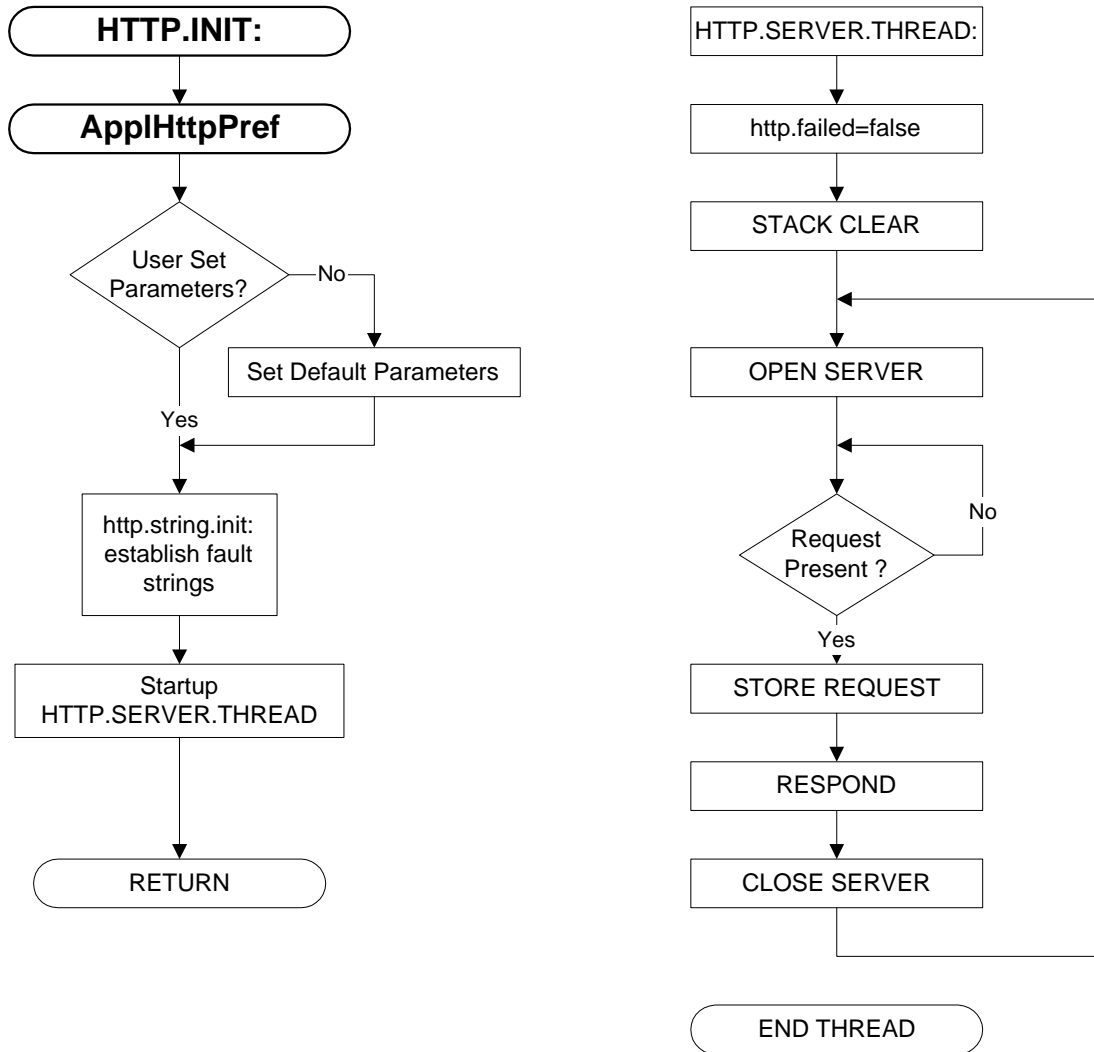 HTTP.INIT:
ApplHttpPref
User Set
Parameters?
No
Set Default Parameters
Yes
http.string.init:
establish fault
strings
Startup
HTTP.SERVER.THREAD
RETURN
HTTP.SERVER.THREAD:
http.failed=false
STACK CLEAR
OPEN SERVER
No
Request
Present ?
Yes
STORE REQUEST
RESPOND
CLOSE SERVER
END THREAD